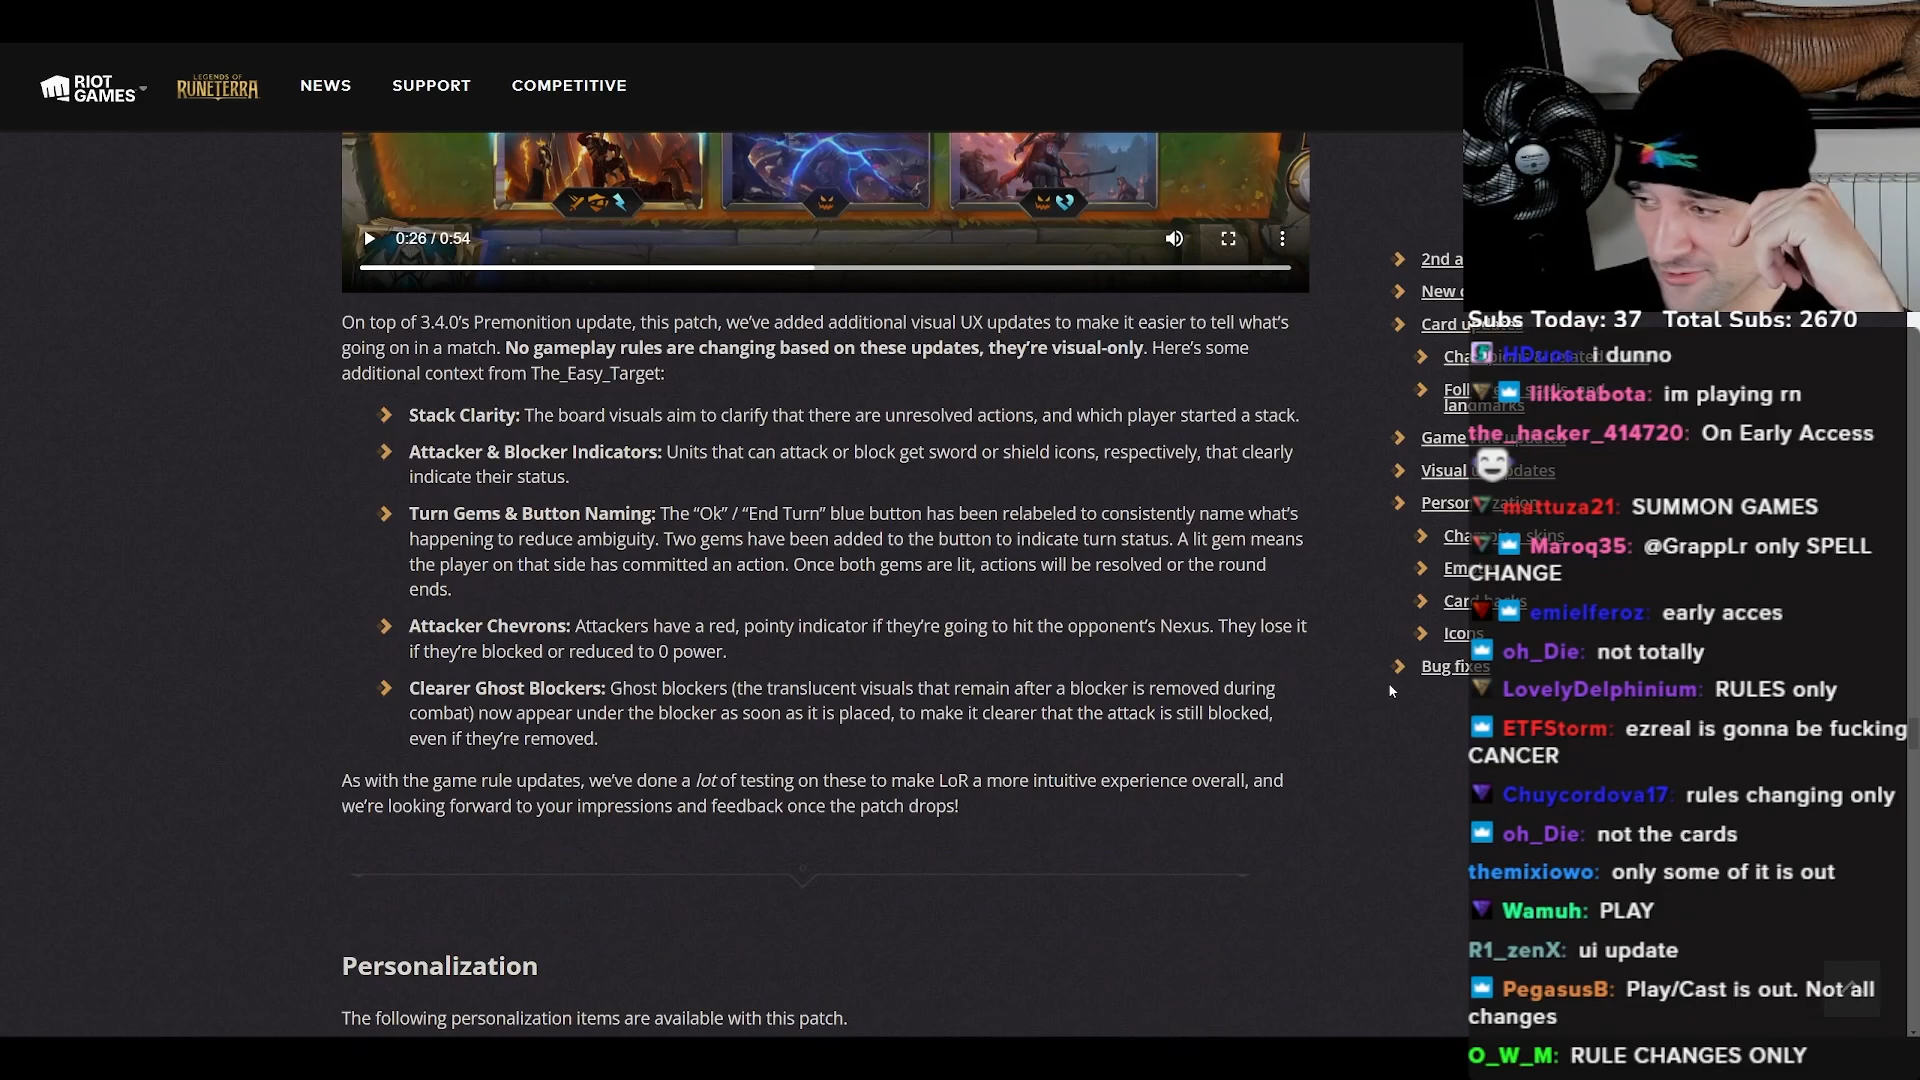 RIOT GAMES
LEGENDS OF RUNETERRA
NEWS
SUPPORT
COMPETITIVE
0:26 / 0:54
On top of 3.4.0's Premonition update, this patch, we've added additional visual UX updates to make it easier to tell what's
going on in a match. No gameplay rules are changing based on these updates, they're visual-only. Here's some
additional context from The_Easy_Target:
Stack Clarity: The board visuals aim to clarify that there are unresolved actions, and which player started a stack.
Attacker & Blocker Indicators: Units that can attack or block get sword or shield icons, respectively, that clearly
indicate their status.
Turn Gems & Button Naming: The “Ok” / “End Turn” blue button has been relabeled to consistently name what's
happening to reduce ambiguity. Two gems have been added to the button to indicate turn status. A lit gem means
the player on that side has committed an action. Once both gems are lit, actions will be resolved or the round
ends.
Attacker Chevrons: Attackers have a red, pointy indicator if they're going to hit the opponent's Nexus. They lose it
if they're blocked or reduced to 0 power.
Clearer Ghost Blockers: Ghost blockers (the translucent visuals that remain after a blocker is removed during
combat) now appear under the blocker as soon as it is placed, to make it clearer that the attack is still blocked,
even if they're removed.
As with the game rule updates, we've done a lot of testing on these to make LoR a more intuitive experience overall, and
we're looking forward to your impressions and feedback once the patch drops!
Personalization
The following personalization items are available with this patch.
2nd a
New
Card updates
landmarks
Game
Visual updates
Icons
Bug fixes
Subs Today: 37 Total Subs: 2670
HDuos: i dunno
lilkotabota: im playing rn
the_hacker_414720: On Early Access
mattuza21: SUMMON GAMES
Maroq35: @GrappLr only SPELL
CHANGE
emielferoz: early acces
oh_Die: not totally
LovelyDelphinium: RULES only
ETFStorm: ezreal is gonna be fucking
CANCER
Chuycordova17: rules changing only
oh_Die: not the cards
themixiowo: only some of it is out
Wamuh: PLAY
R1_zenX: ui update
PegasusB: Play/Cast is out. Not all
changes
O_W_M: RULE CHANGES ONLY